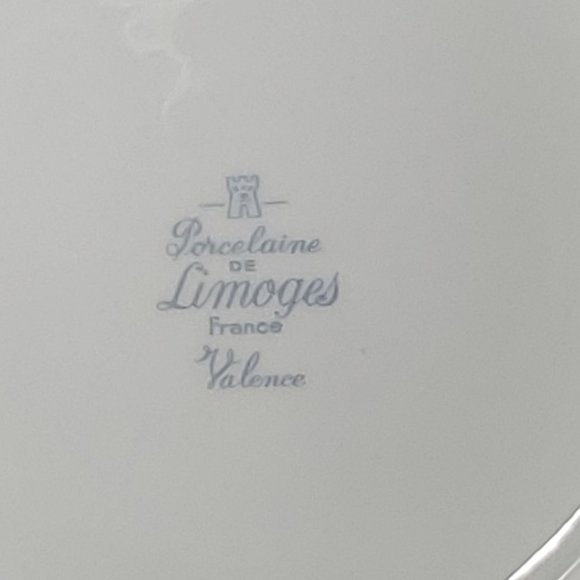 Porcelaine
DE
Limoges
France
Valence